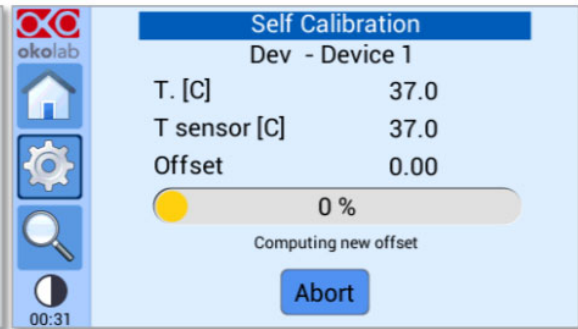 okolab
00:31
Self Calibration
Dev - Device 1
T. [C] 37.0
T sensor [C] 37.0
Offset 0.00
0 %
Computing new offset
Abort